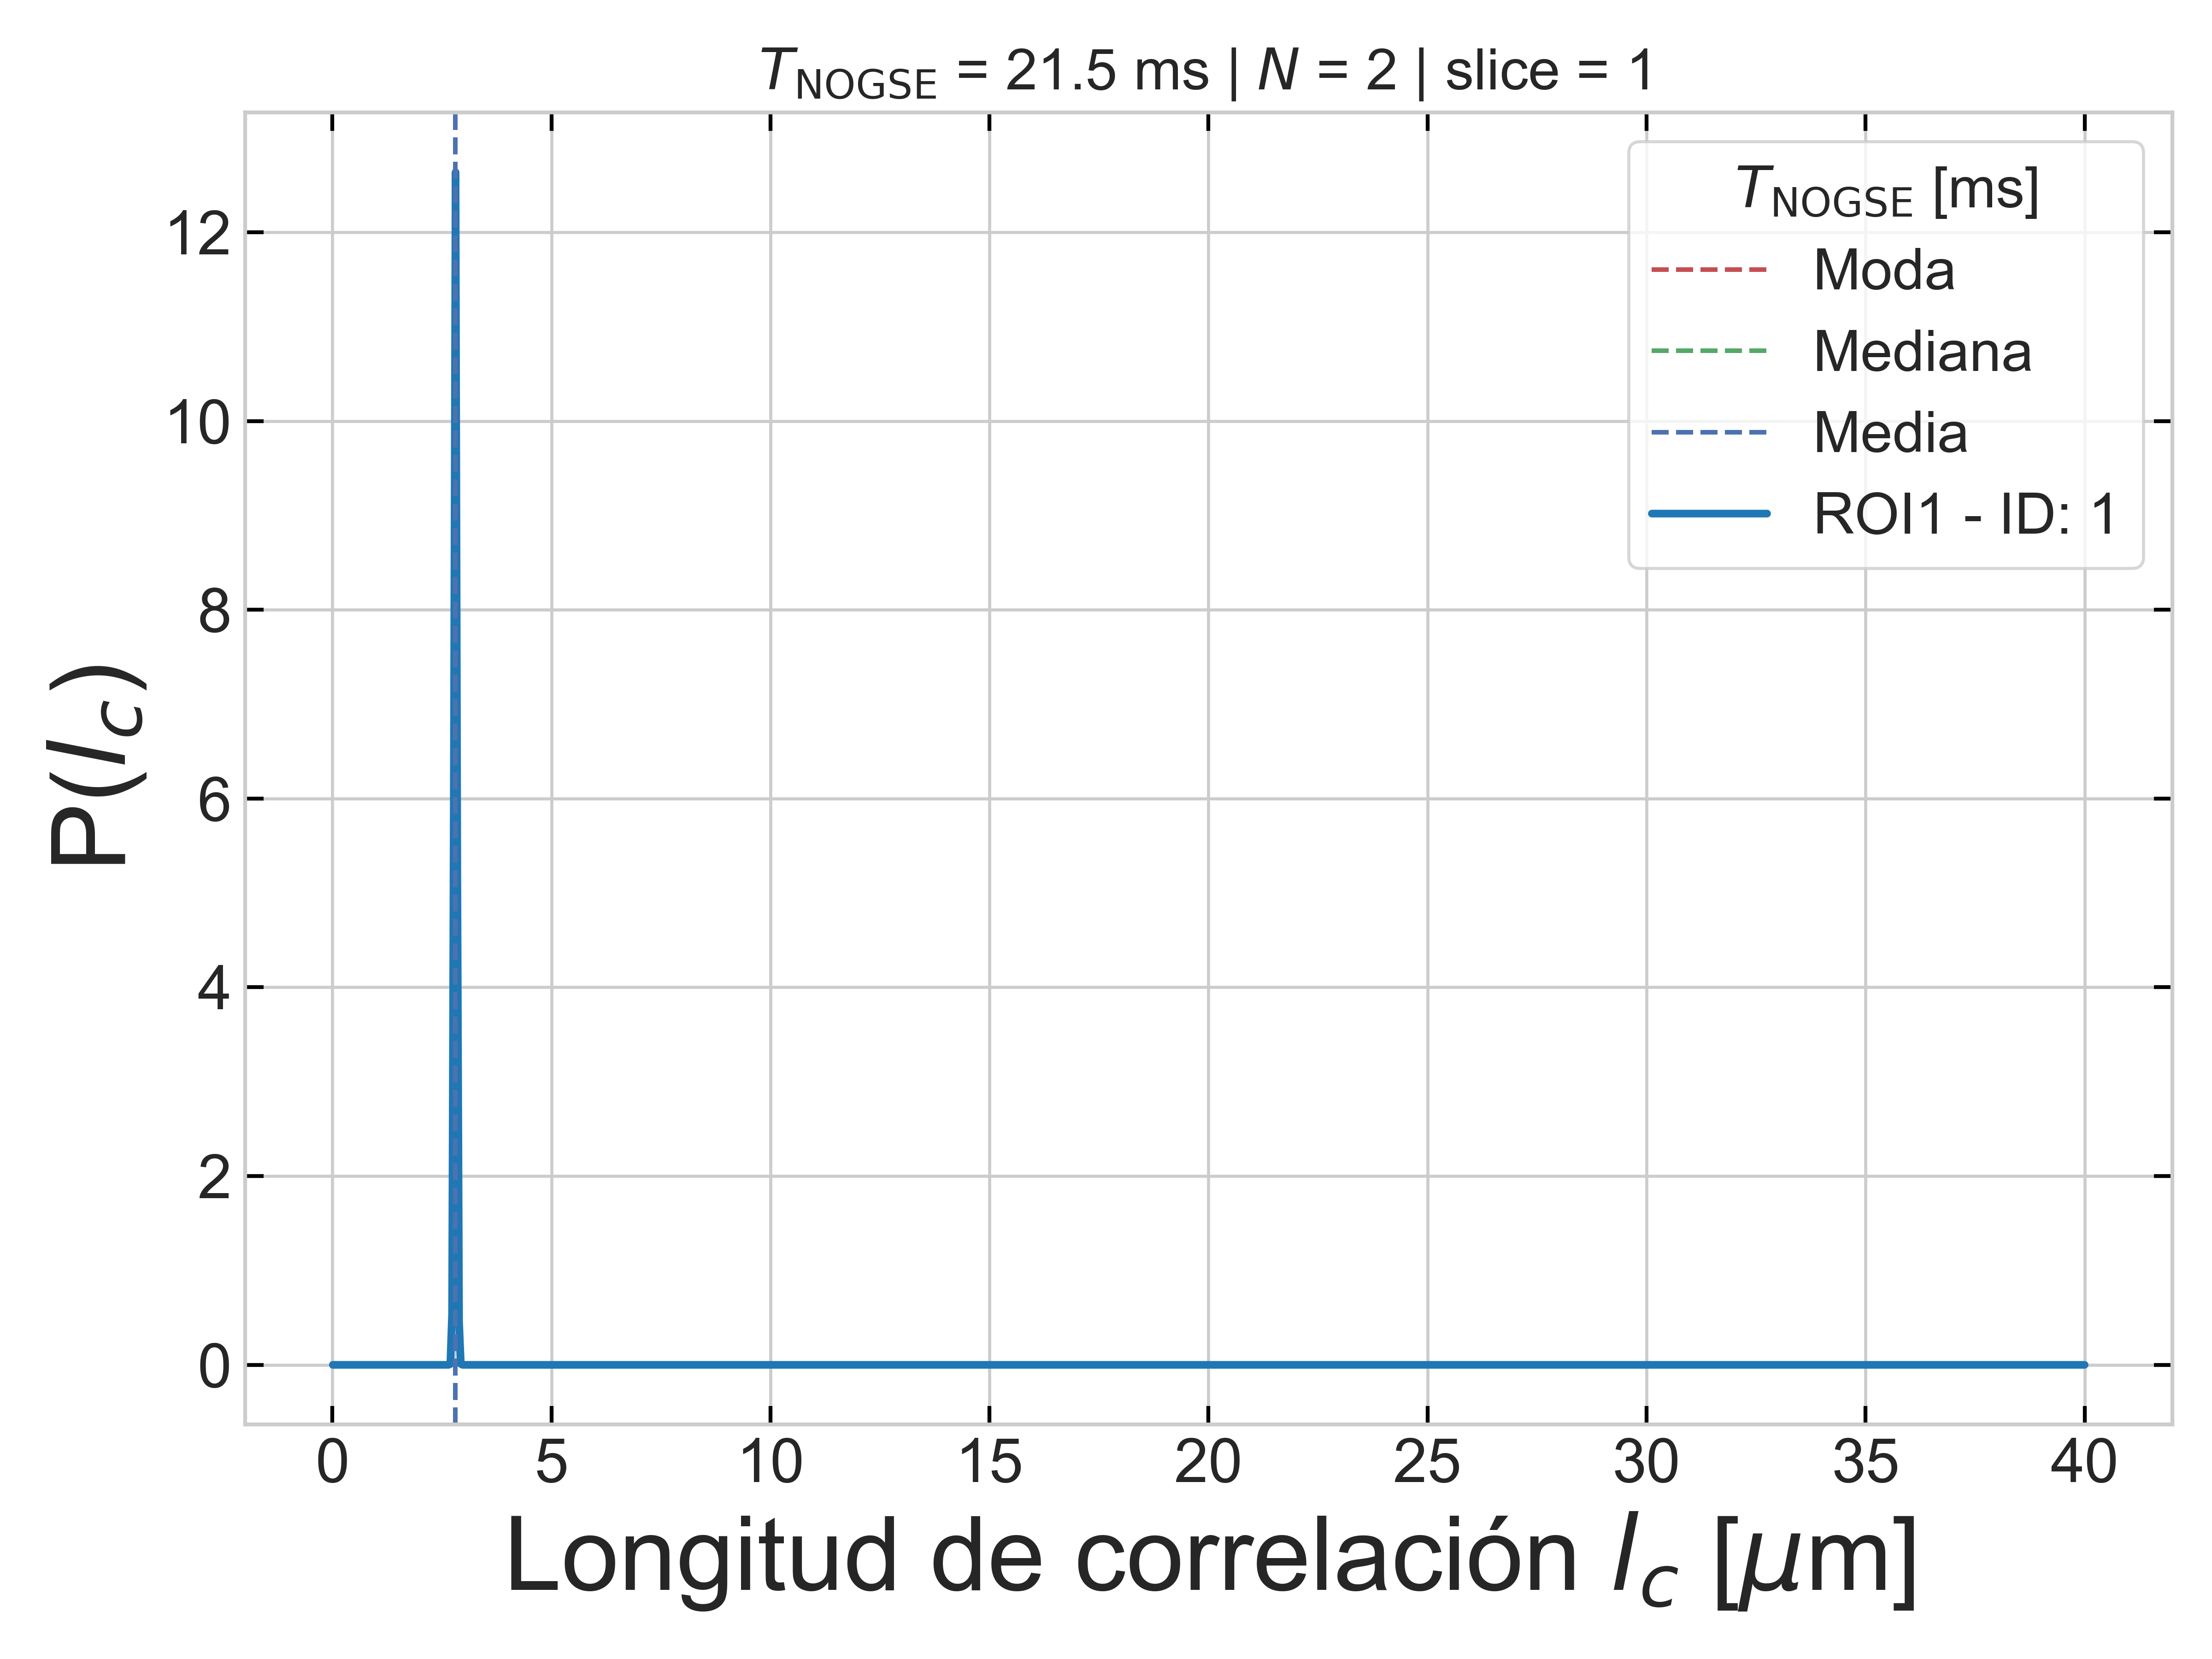 T_NOGSE = 21.5 ms | N = 2 | slice = 1
T_NOGSE [ms]
Moda
Mediana
Media
ROI1 - ID: 1
P(l_c)
12
10
8
6
4
2
0
0 5 10 15 20 25 30 35 40
Longitud de correlación l_c [μm]